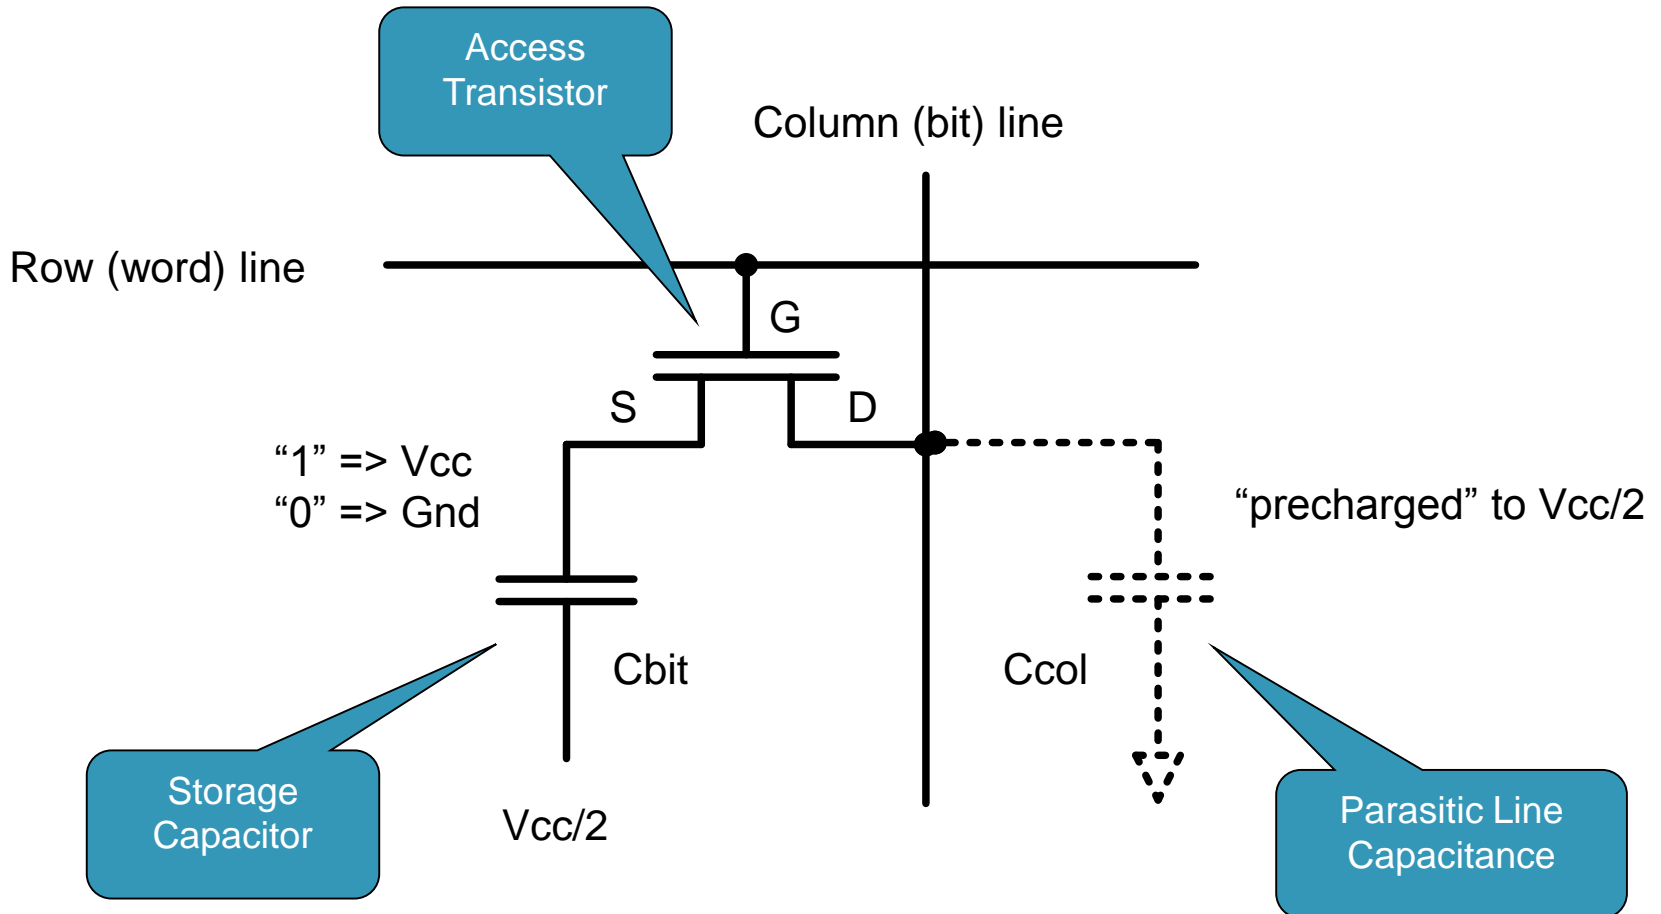 Access
Transistor
Column (bit) line
Row (word) line
G
S
D
“1” => Vcc
“0” => Gnd
“precharged” to Vcc/2
Cbit
Ccol
Storage
Capacitor
Vcc/2
Parasitic Line
Capacitance